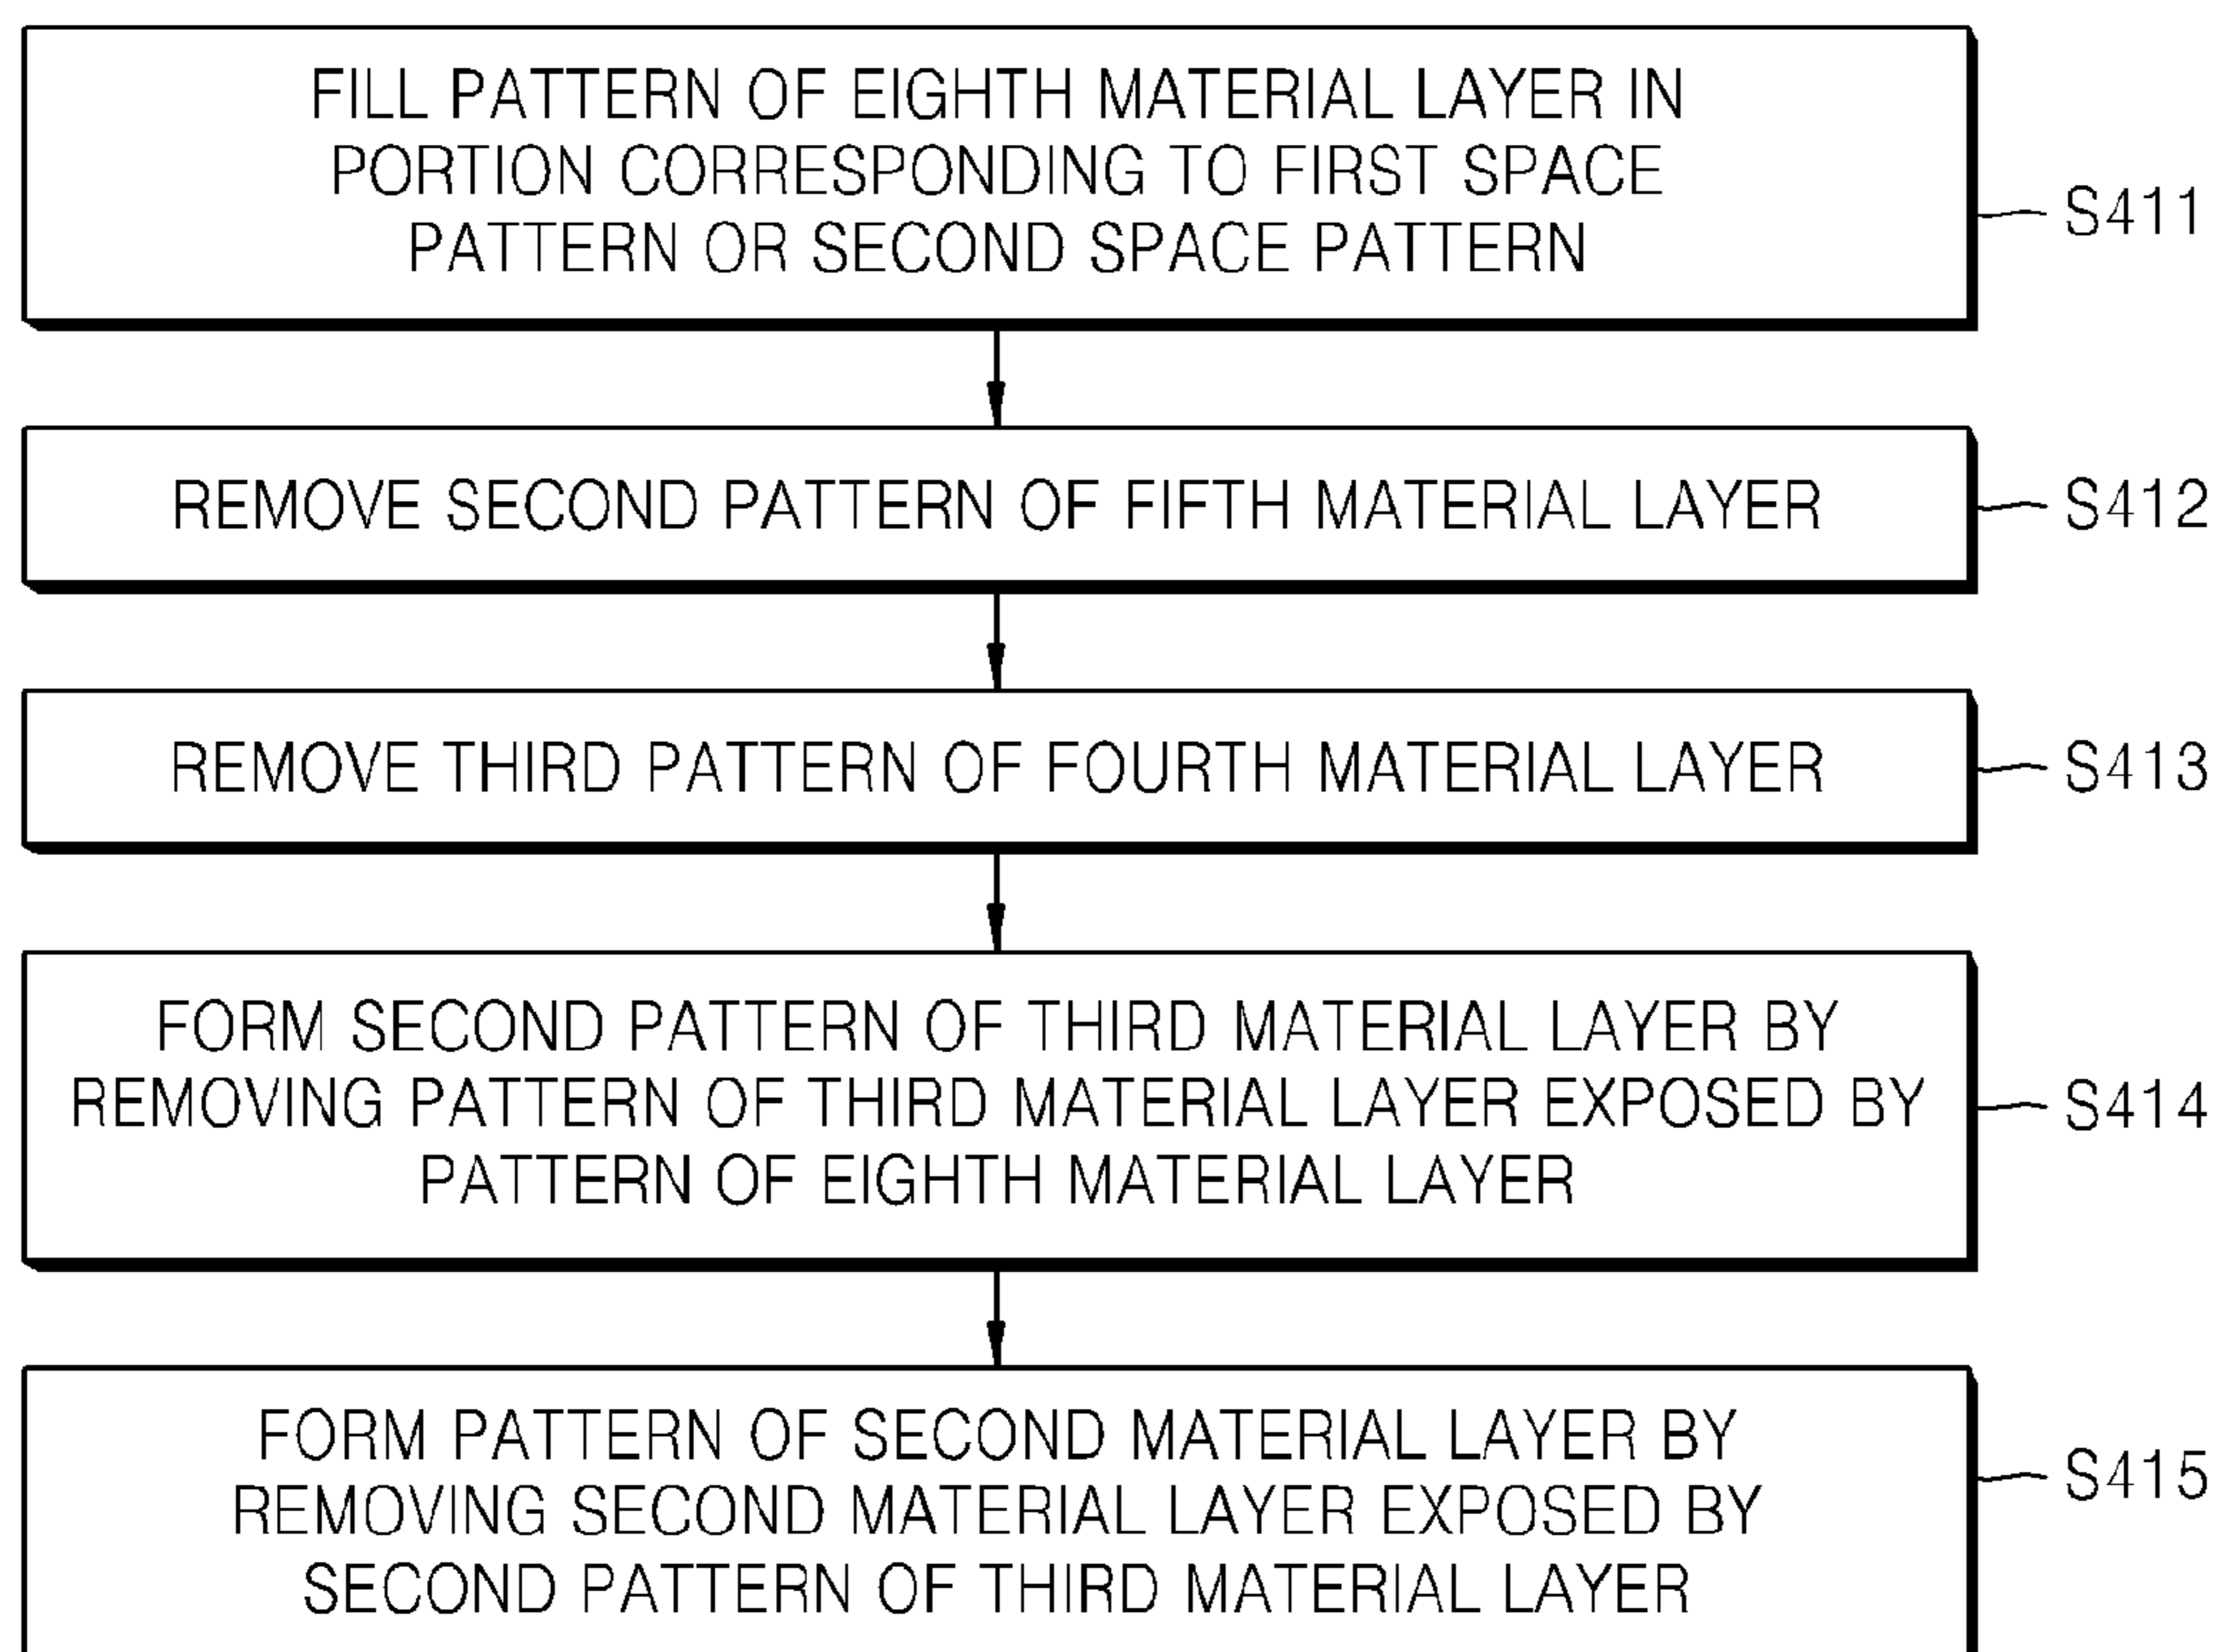 FILL PATTERN OF EIGHTH MATERIAL LAYER IN
PORTION CORRESPONDING TO FIRST SPACE
PATTERN OR SECOND SPACE PATTERN
S411
REMOVE SECOND PATTERN OF FIFTH MATERIAL LAYER
S412
REMOVE THIRD PATTERN OF FOURTH MATERIAL LAYER
S413
FORM SECOND PATTERN OF THIRD MATERIAL LAYER BY
REMOVING PATTERN OF THIRD MATERIAL LAYER EXPOSED BY
PATTERN OF EIGHTH MATERIAL LAYER
S414
FORM PATTERN OF SECOND MATERIAL LAYER BY
REMOVING SECOND MATERIAL LAYER EXPOSED BY
SECOND PATTERN OF THIRD MATERIAL LAYER
S415